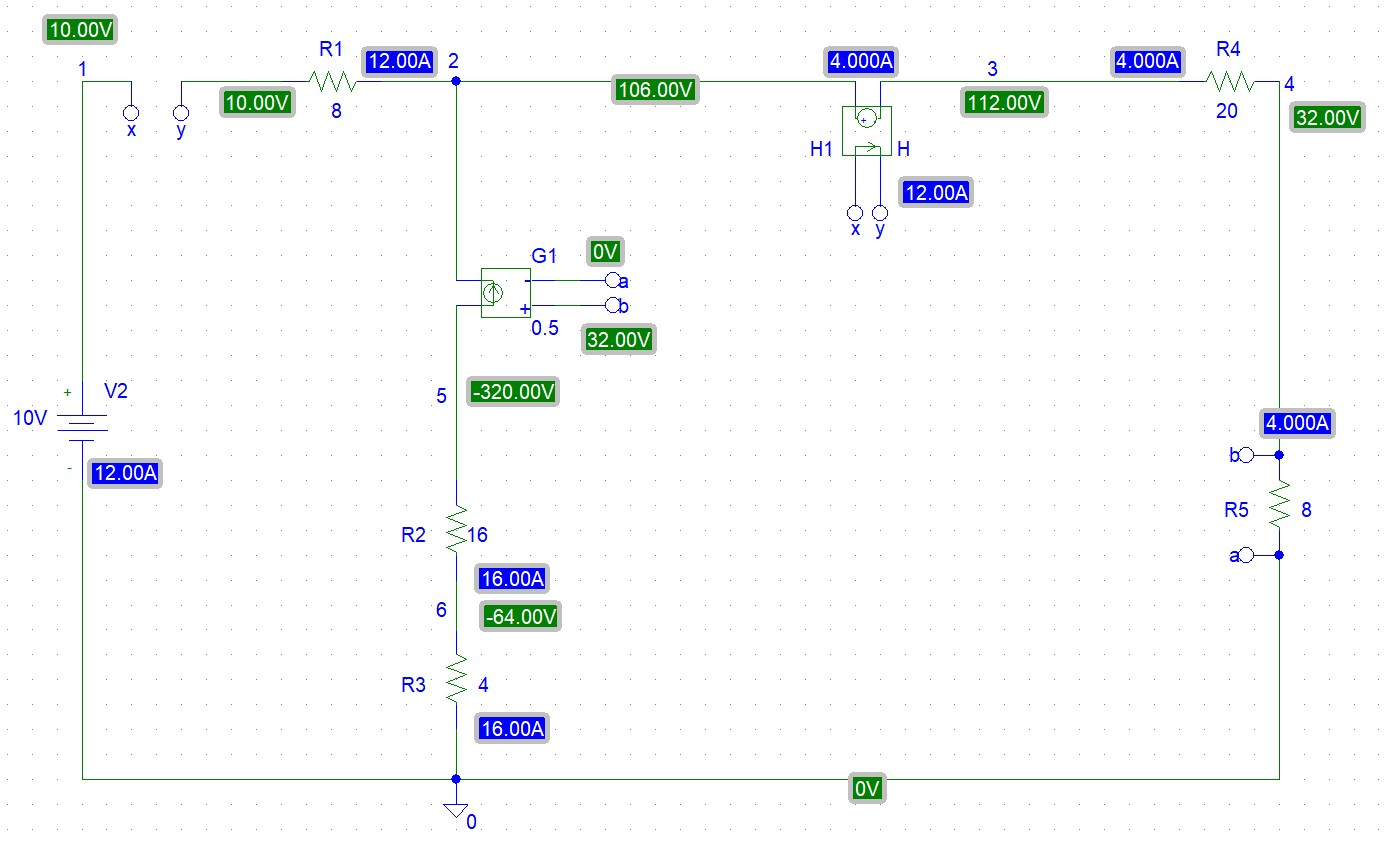 10.00V
1
x
y
10.00V
R1
8
12.00A
2
106.00V
4.000A
H1
H
+
12.00A
x
y
3
112.00V
4.000A
R4
20
4
32.00V
G1
0V
-
a
+
b
0.5
32.00V
5
-320.00V
+
V2
10V
-
12.00A
4.000A
b
R5
8
a
R2
16
16.00A
6
-64.00V
R3
4
16.00A
0V
0